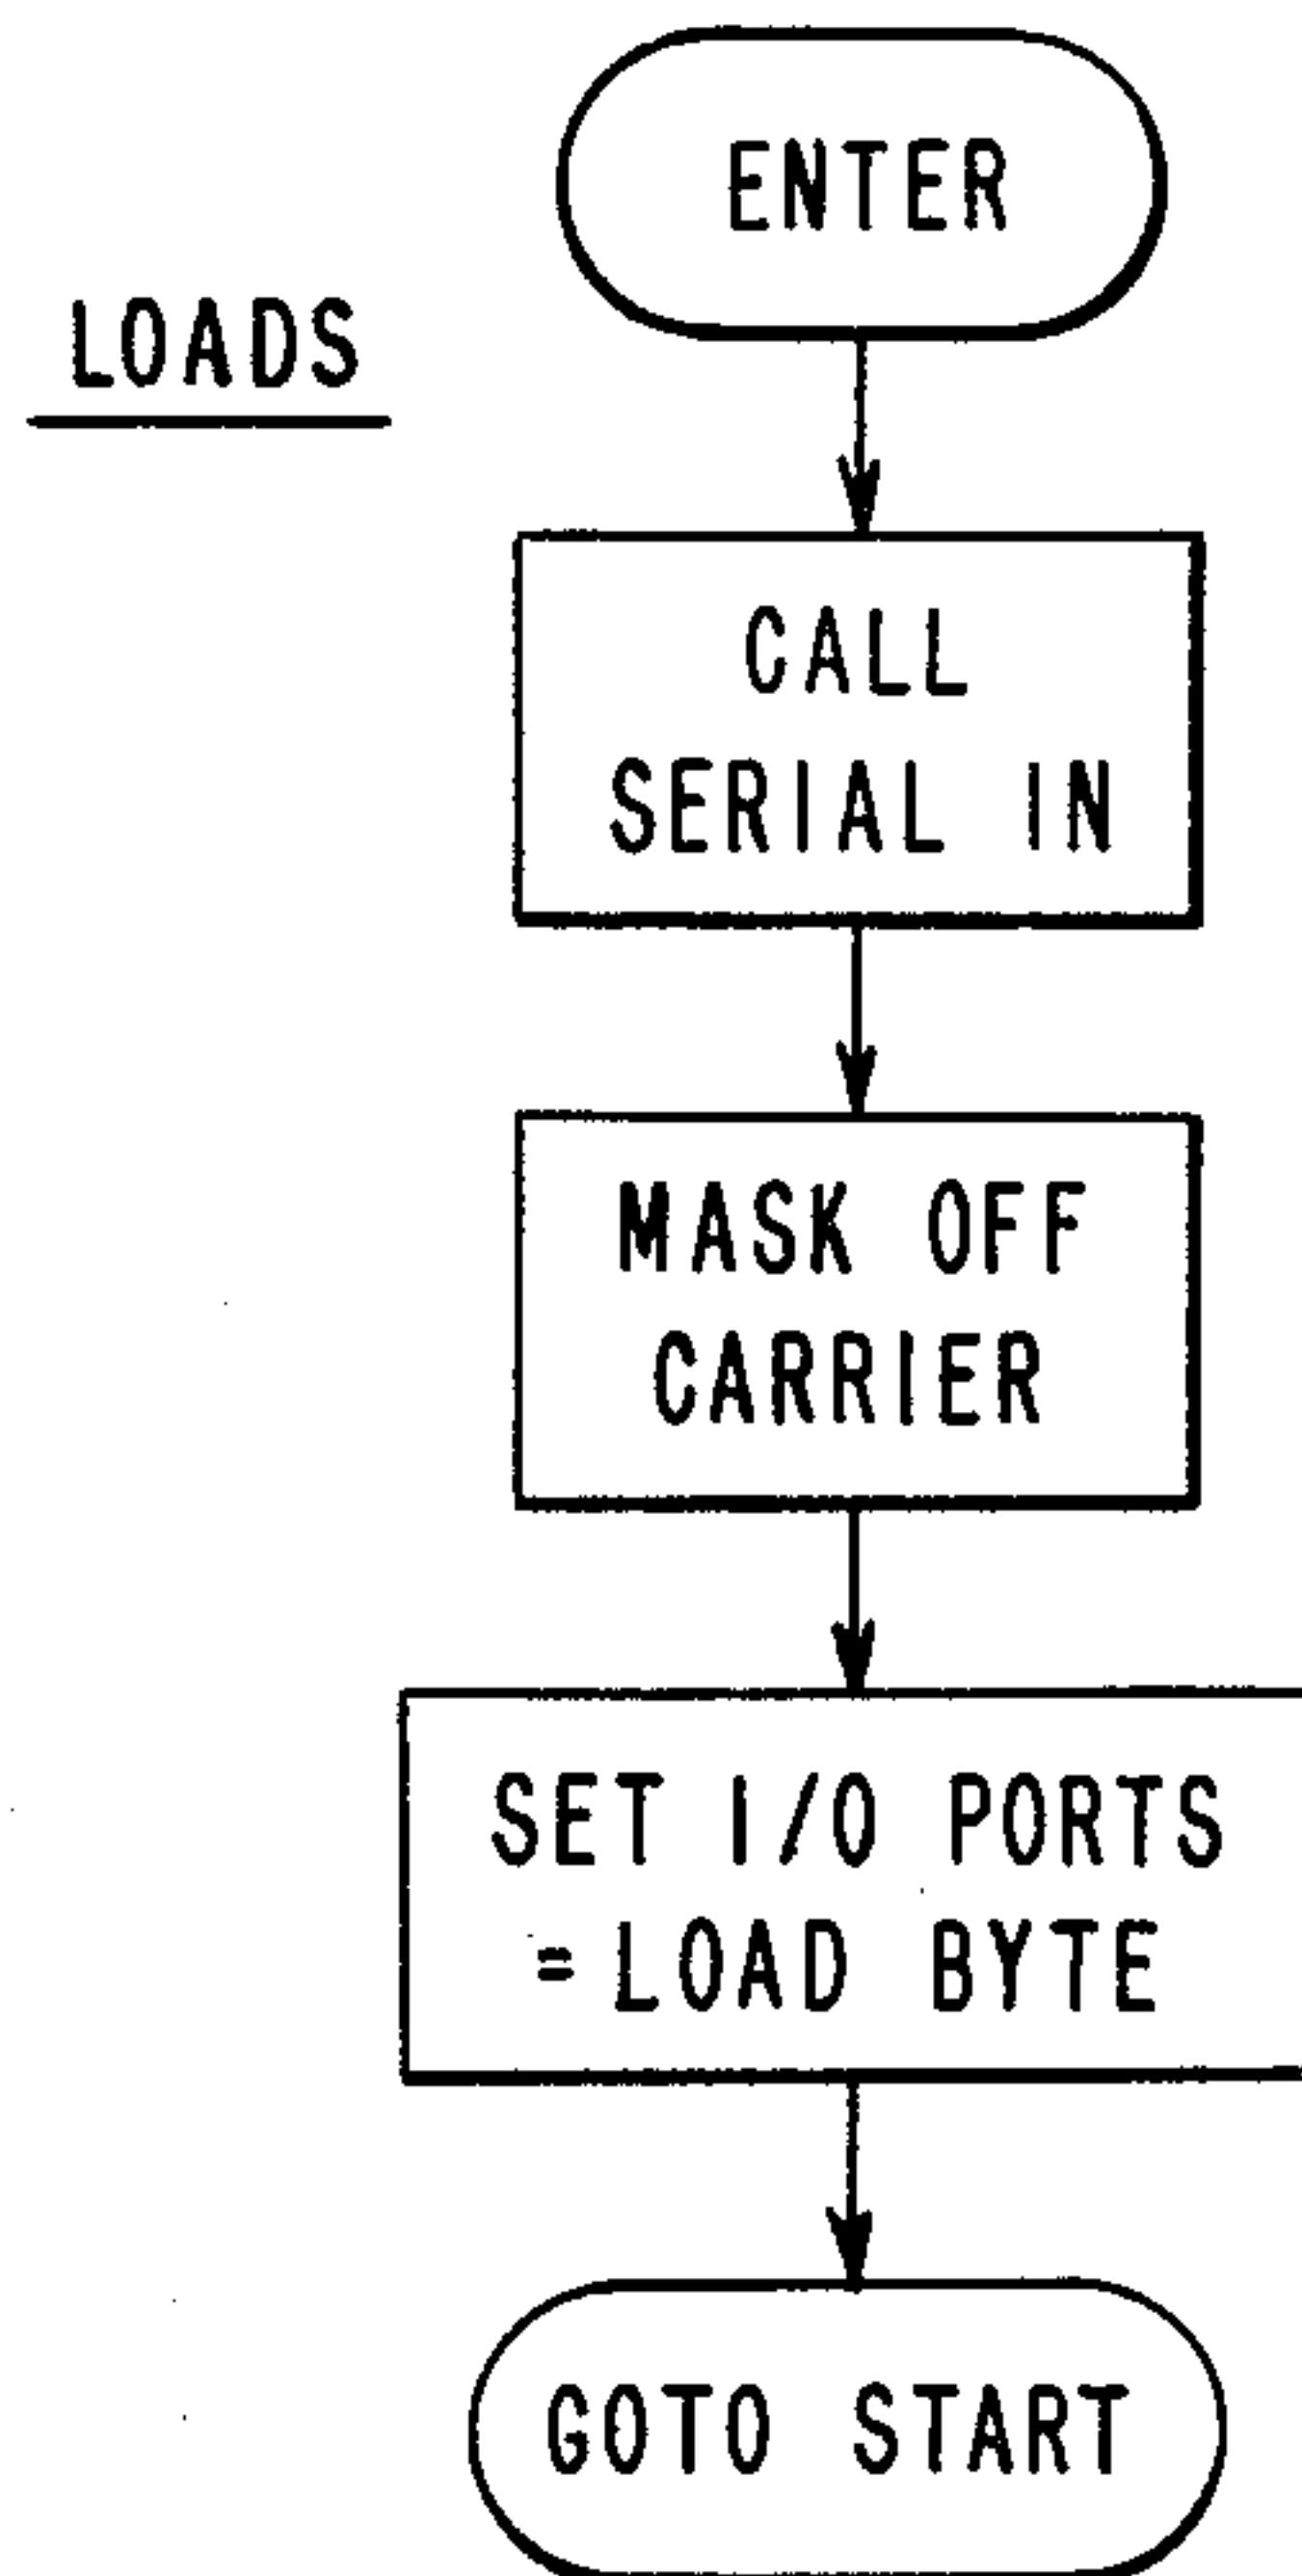 ENTER
LOADS
CALL
SERIAL IN
MASK OFF
CARRIER
SET I/O PORTS
= LOAD BYTE
GOTO START